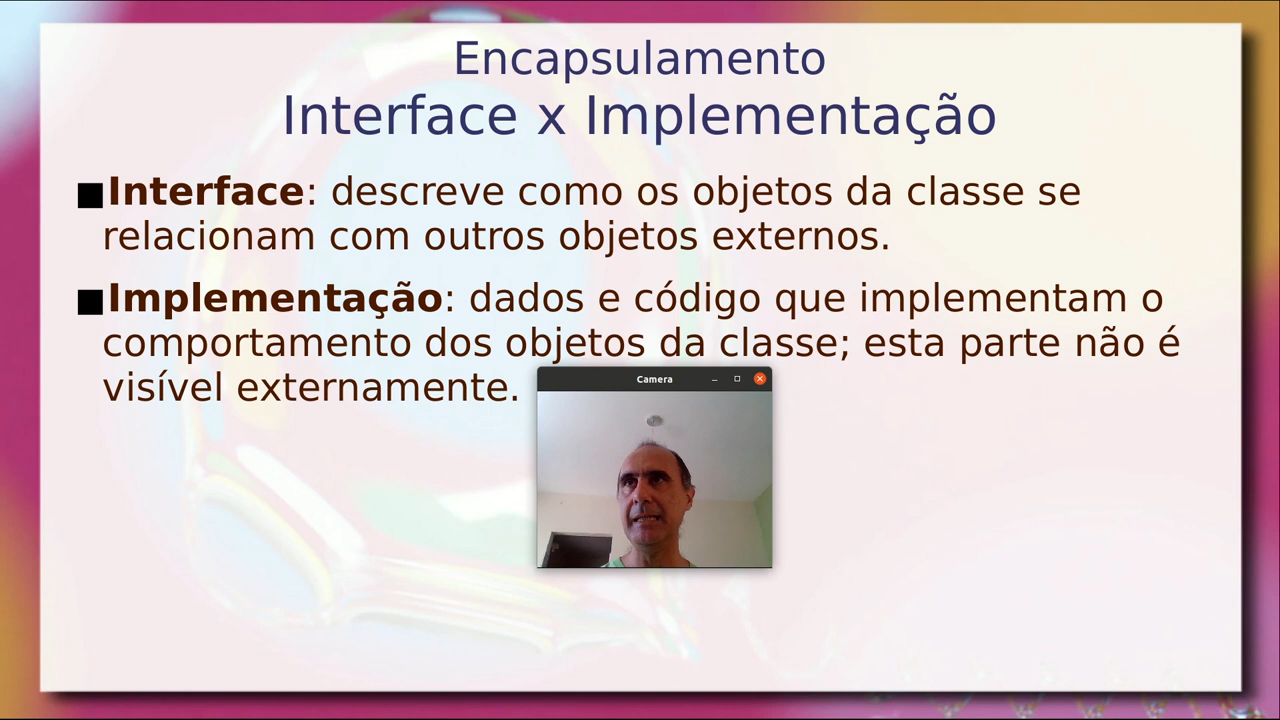 Encapsulamento
Interface x Implementação
■Interface: descreve como os objetos da classe se
relacionam com outros objetos externos.
■Implementação: dados e código que implementam o
comportamento dos objetos da classe; esta parte não é
visível externamente.
Camera